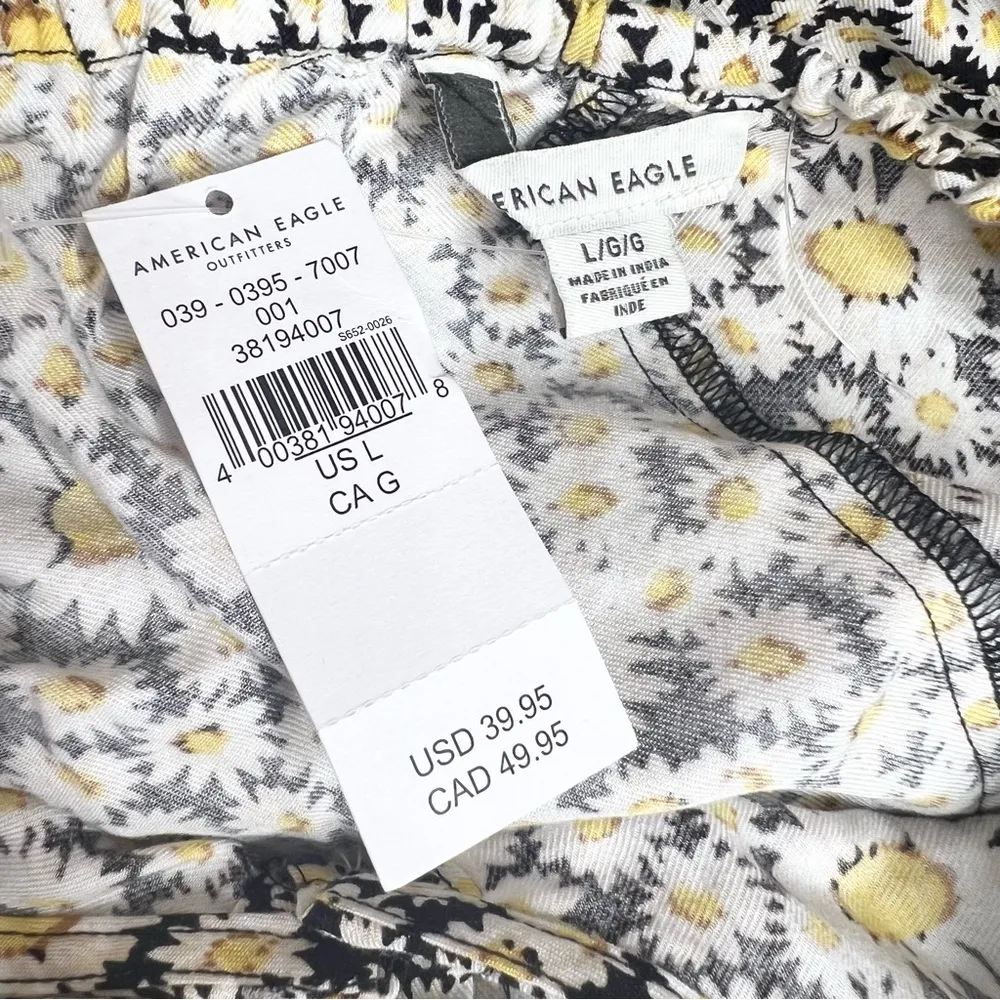 AMERICAN EAGLE
OUTFITTERS
039 - 0395 - 7007
001
38194007
S652-0026
4 00381 94007 8
US L
CA G
USD 39.95
CAD 49.95
ERICAN EAGLE
L/G/G
MADE IN INDIA
FABRIQUÉ EN
INDE